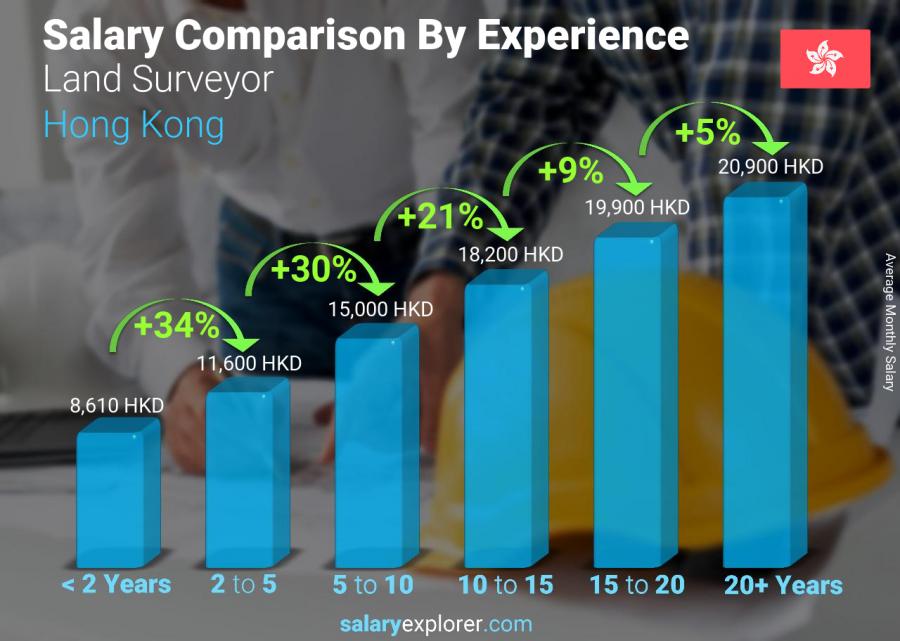 Salary Comparison By Experience
Land Surveyor
Hong Kong
+34%
+30%
+21%
+9%
+5%
8,610 HKD
11,600 HKD
15,000 HKD
18,200 HKD
19,900 HKD
20,900 HKD
Average Monthly Salary
< 2 Years
2 to 5
5 to 10
10 to 15
15 to 20
20+ Years
salaryexplorer.com